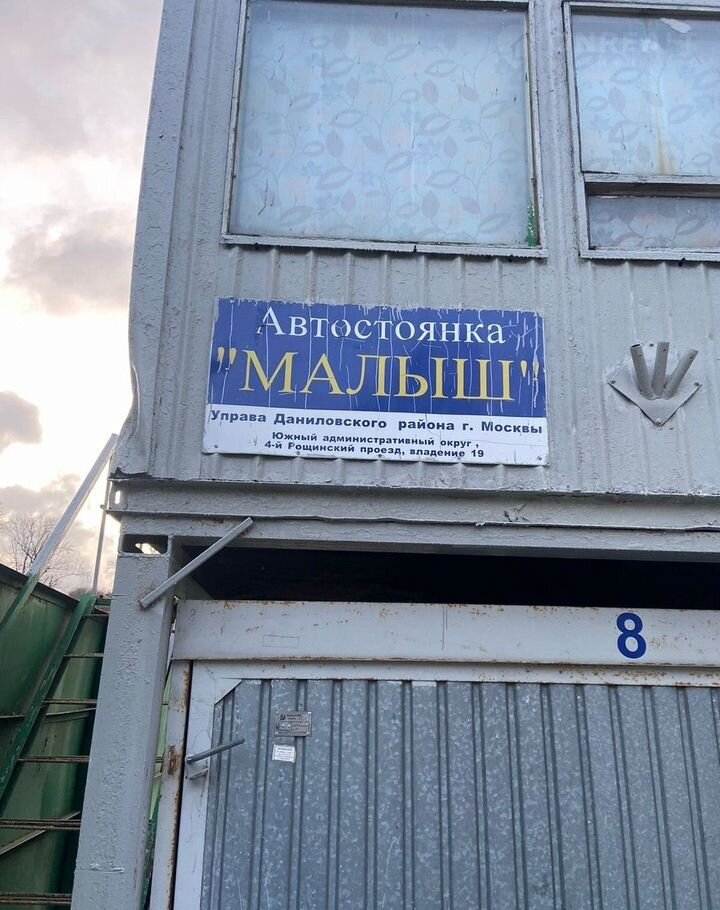 Автостоянка
"МАЛЫШ"
Управа Даниловского района г. Москвы
Южный административный округ,
4-й Рощинский проезд, владение 19
8